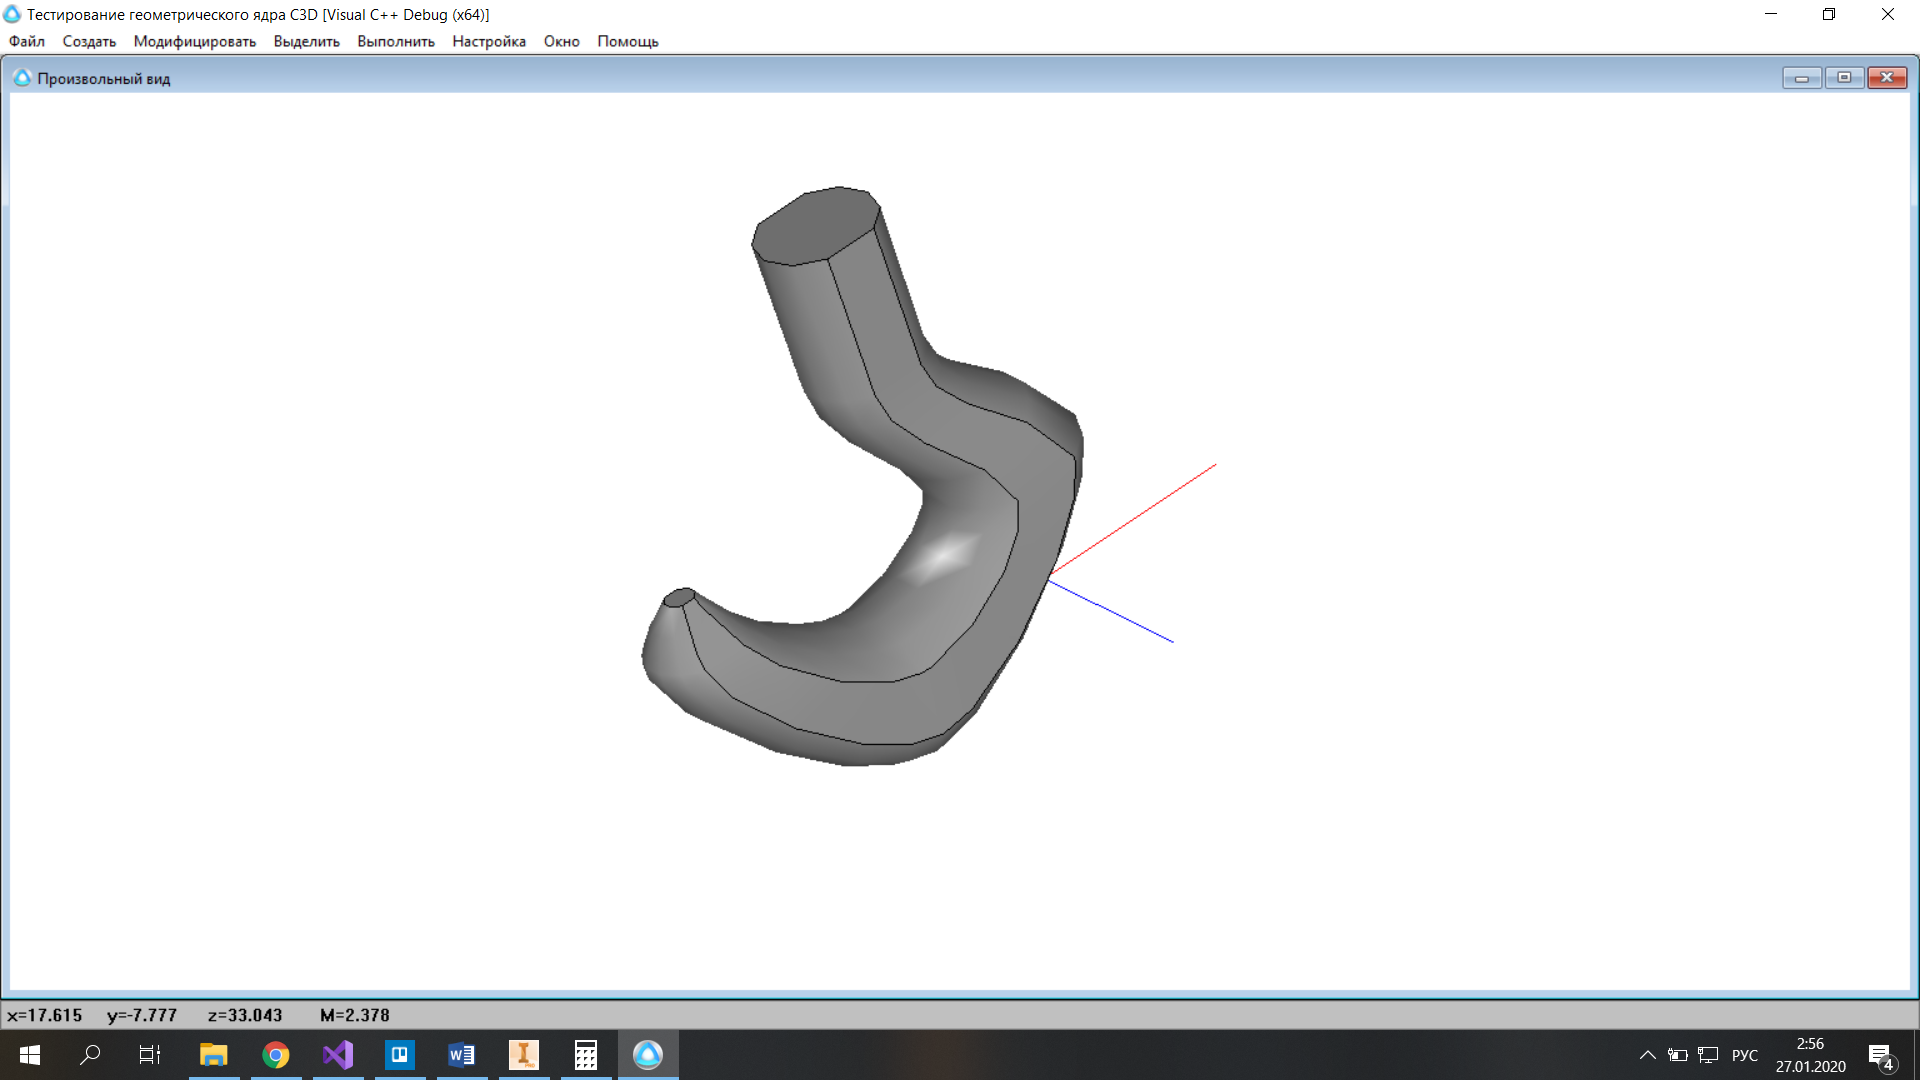 Тестирование геометрического ядра C3D [Visual C++ Debug (x64)]
Файл Создать Модифицировать Выделить Выполнить Настройка Окно Помощь
Произвольный вид
x=17.615 y=-7.777 z=33.043 M=2.378
РУС
2:56
27.01.2020
4